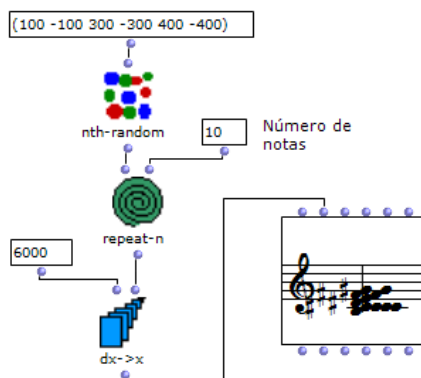 (100 -100 300 -300 400 -400)
nth-random
10
Número de
notas
repeat-n
6000
dx->x